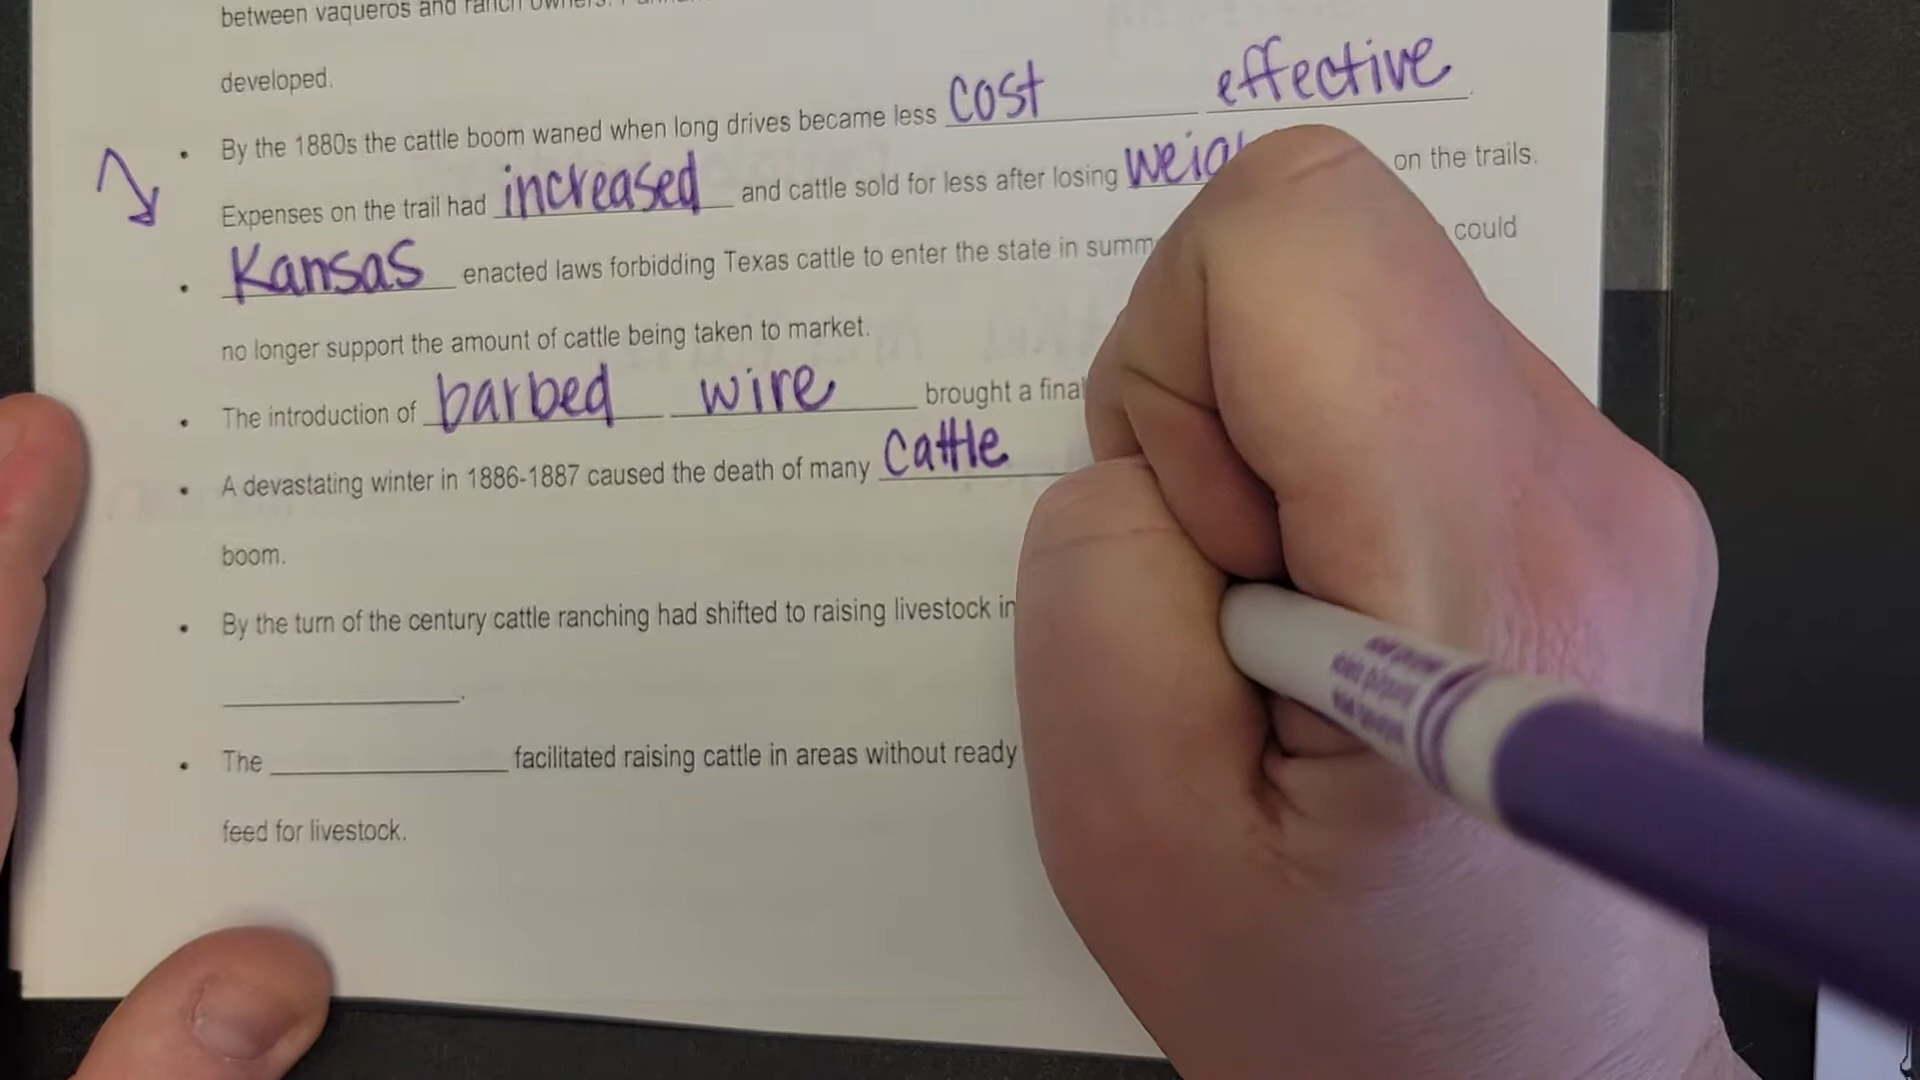 between vaqueros and ranch owners.
developed.
By the 1880s the cattle boom waned when long drives became less cost effective.
Expenses on the trail had increased and cattle sold for less after losing on the trails.
Kansas enacted laws forbidding Texas cattle to enter the state in could
no longer support the amount of cattle being taken to market.
The introduction of barbed wire brought a final
A devastating winter in 1886-1887 caused the death of many cattle
boom.
By the turn of the century cattle ranching had shifted to raising livestock in
The facilitated raising cattle in areas without ready
feed for livestock.